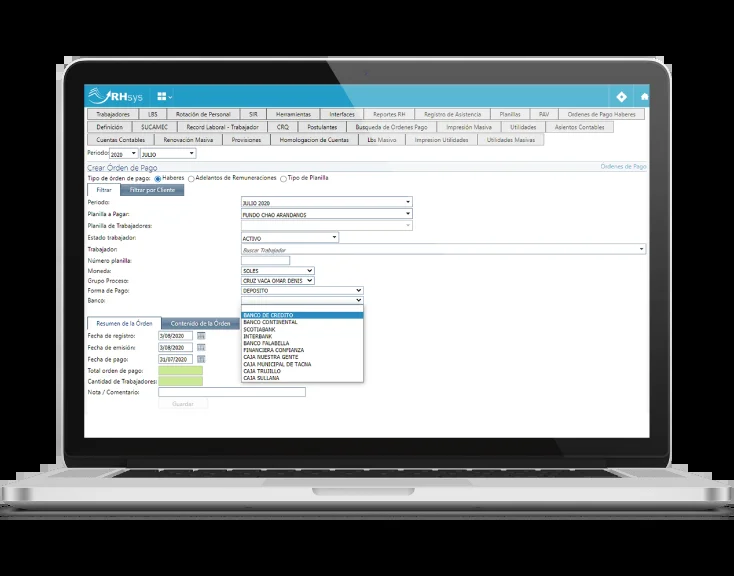 RHsys
Trabajadores LBS Rotación de Personal SIR Herramientas Interfaces Reportes RH Registro de Asistencia Planillas PAV Ordenes de Pago Haberes
Definición SUCAMEC Record Laboral - Trabajador CRQ Postulantes Busqueda de Ordenes Pago Impresión Masiva Utilidades Asientos Contables
Cuentas Contables Renovación Masiva Provisiones Homologacion de Cuentas Lbs Masivo Impresion Utilidades Utilidades Masivas
Periodo: 2020 JULIO
Crear Órden de Pago Ordenes de Pago
Tipo de órden de pago: Haberes Adelantos de Remuneraciones Tipo de Planilla
Filtrar Filtrar por Cliente
Periodo: JULIO 2020
Planilla a Pagar: FUNDO CHAO ARANDANOS
Planilla de Trabajadores:
Estado trabajador: ACTIVO
Trabajador: Buscar Trabajador
Número planilla:
Moneda: SOLES
Grupo Proceso: CRUZ VACA OMAR DENIS
Forma de Pago: DEPOSITO
Banco:
BANCO DE CREDITO
BANCO CONTINENTAL
SCOTIABANK
INTERBANK
BANCO FALABELLA
FINANCIERA CONFIANZA
CAJA NUESTRA GENTE
CAJA MUNICIPAL DE TACNA
CAJA TRUJILLO
CAJA SULLANA
Resumen de la Órden Contenido de la Órden
Fecha de registro: 3/08/2020
Fecha de emisión: 3/08/2020
Fecha de pago: 31/07/2020
Total orden de pago:
Cantidad de Trabajadores:
Nota / Comentario:
Guardar